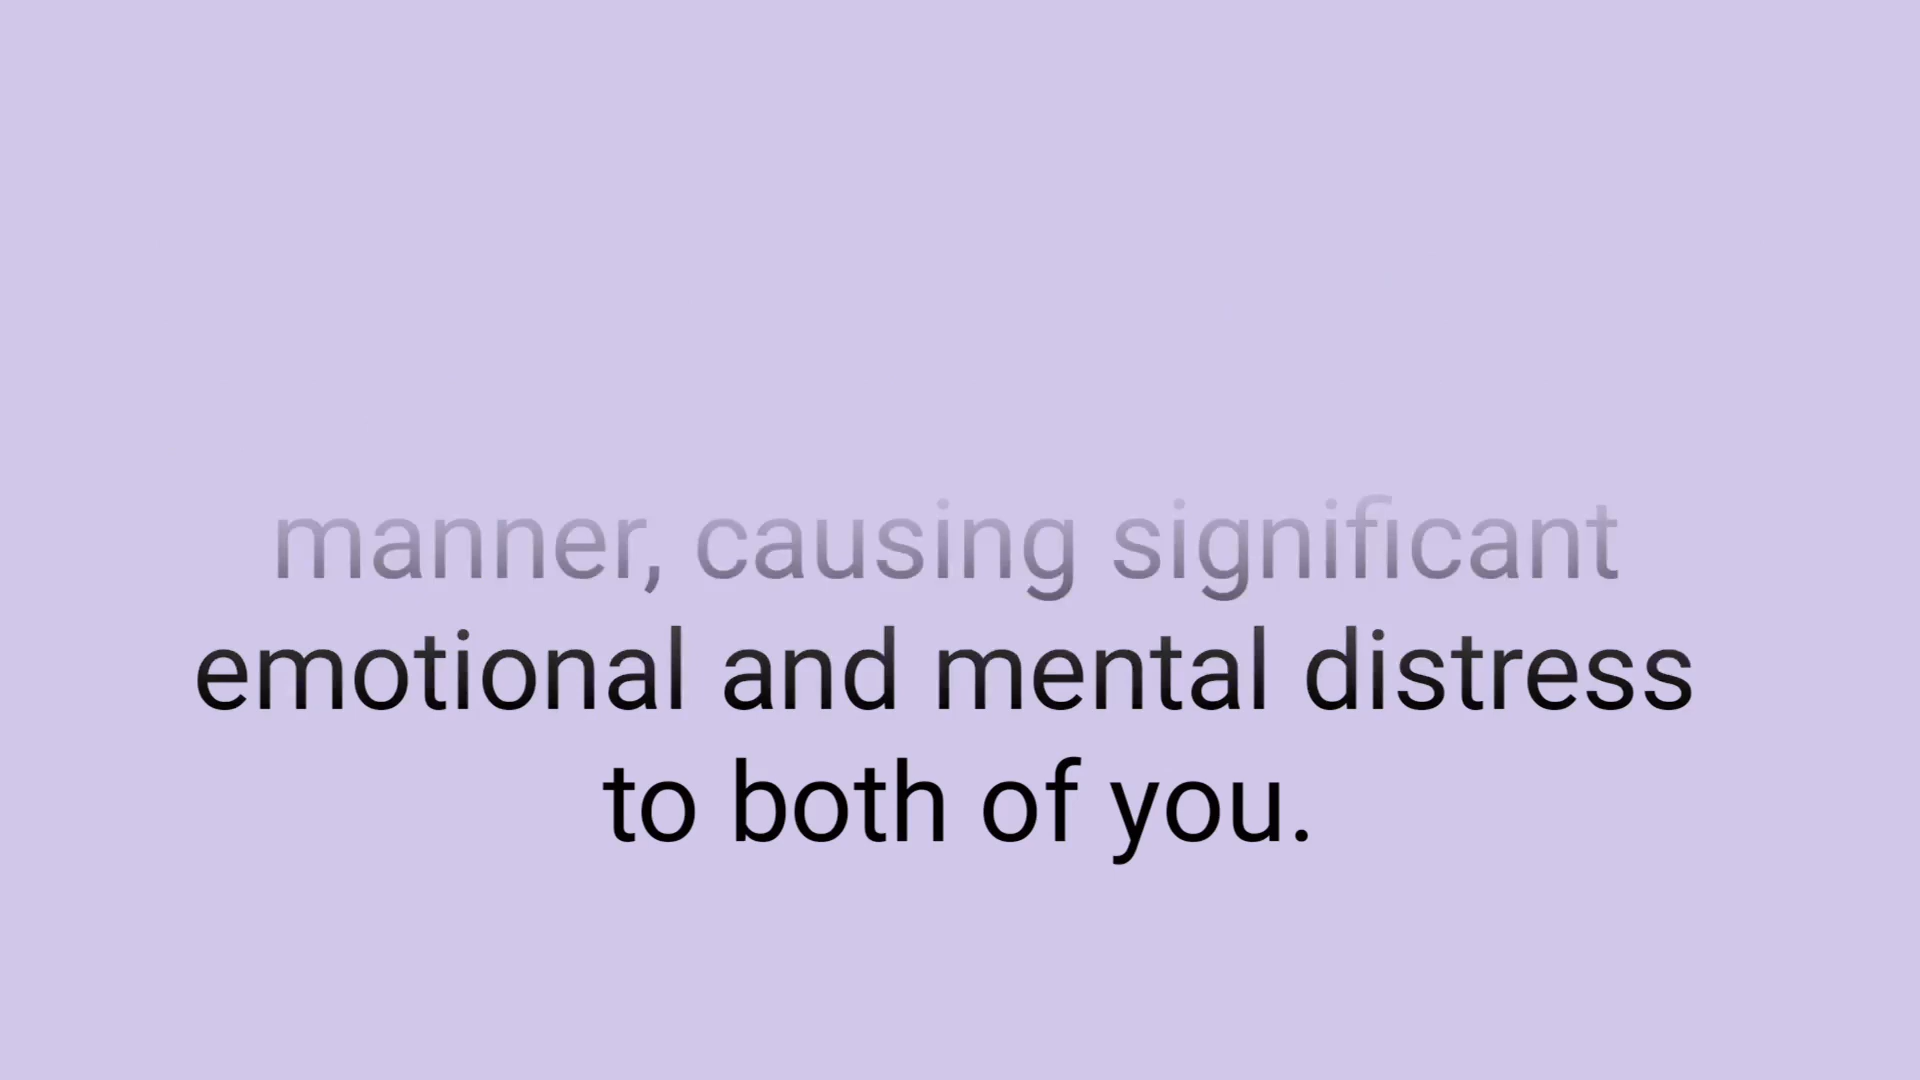 manner, causing significant
emotional and mental distress
to both of you.